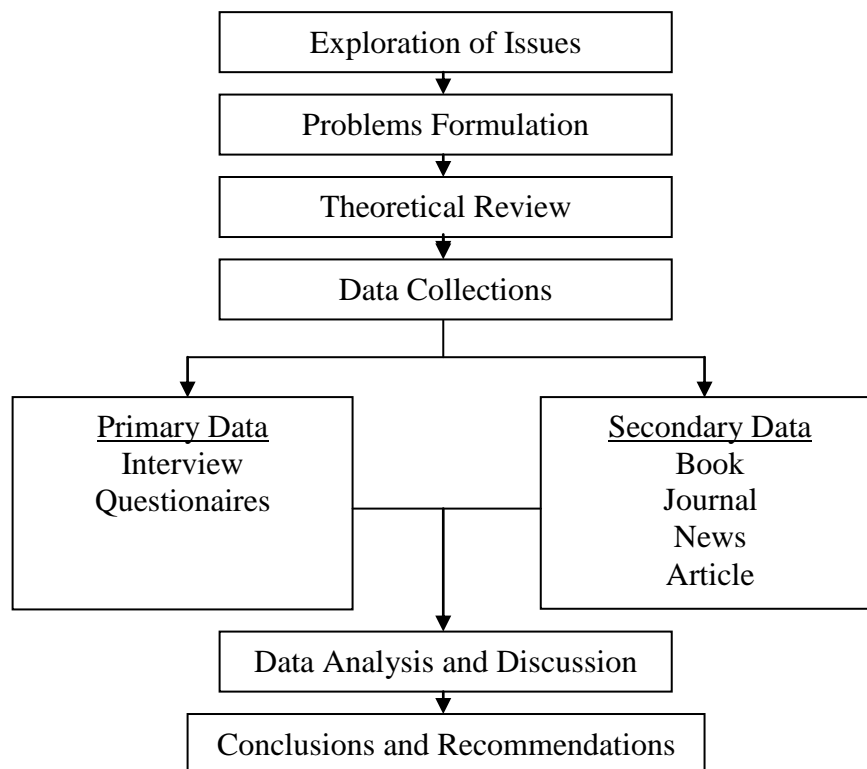 Exploration of Issues
Problems Formulation
Theoretical Review
Data Collections
Primary Data
Interview
Questionaires
Secondary Data
Book
Journal
News
Article
Data Analysis and Discussion
Conclusions and Recommendations